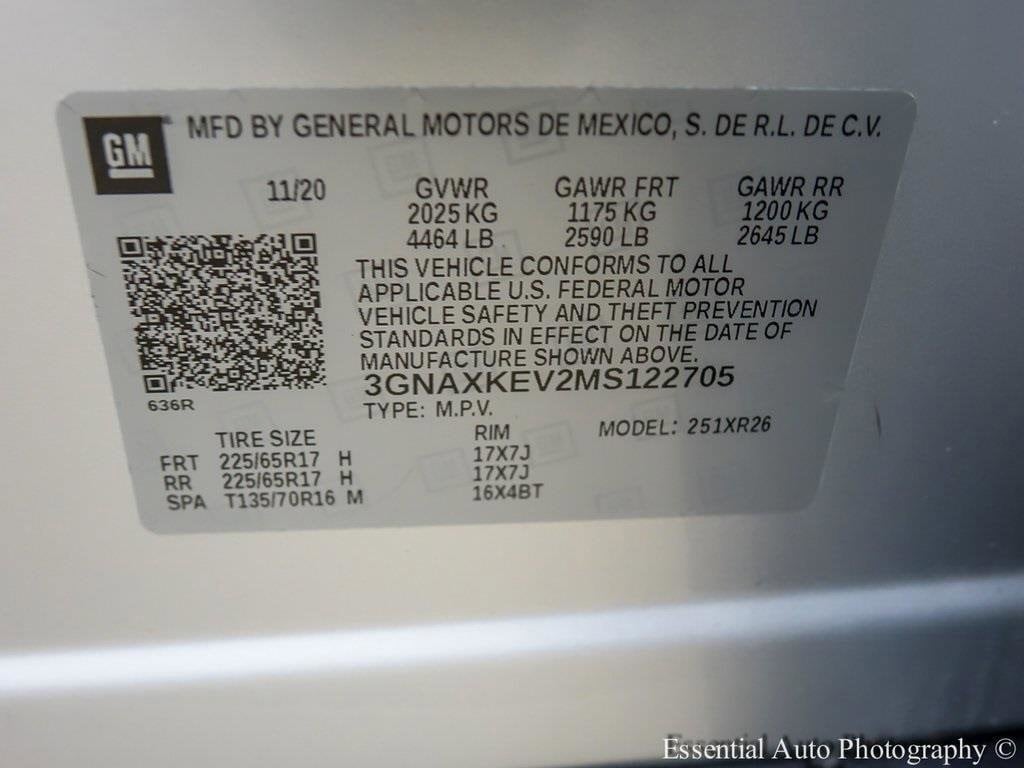 GM
MFD BY GENERAL MOTORS DE MEXICO, S. DE R.L. DE C.V.
11/20 GVWR GAWR FRT GAWR RR
2025 KG 1175 KG 1200 KG
4464 LB 2590 LB 2645 LB
THIS VEHICLE CONFORMS TO ALL
APPLICABLE U.S. FEDERAL MOTOR
VEHICLE SAFETY AND THEFT PREVENTION
STANDARDS IN EFFECT ON THE DATE OF
MANUFACTURE SHOWN ABOVE.
3GNAXKEV2MS122705
636R
TYPE: M.P.V. MODEL: 251XR26
TIRE SIZE RIM
FRT 225/65R17 H 17X7J
RR 225/65R17 H 17X7J
SPA T135/70R16 M 16X4BT
Essential Auto Photography ©